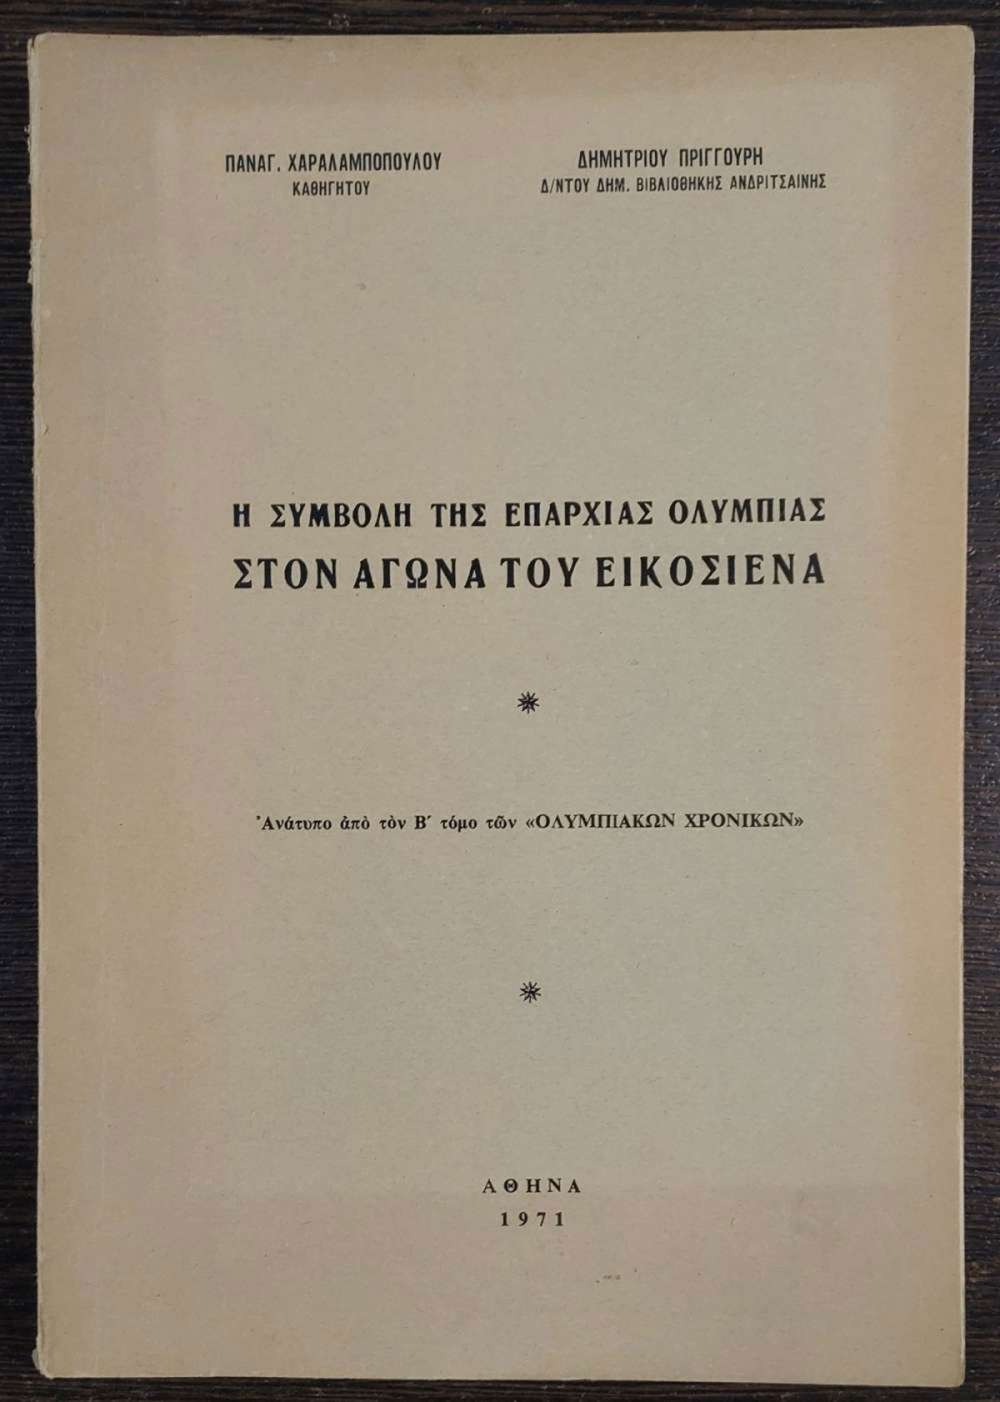 ΠΑΝΑΓ. ΧΑΡΑΛΑΜΠΟΠΟΥΛΟΥ
ΚΑΘΗΓΗΤΟΥ
ΔΗΜΗΤΡΙΟΥ ΠΡΙΓΓΟΥΡΗ
Δ/ΝΤΟΥ ΔΗΜ. ΒΙΒΛΙΟΘΗΚΗΣ ΑΝΔΡΙΤΣΑΙΝΗΣ
Η ΣΥΜΒΟΛΗ ΤΗΣ ΕΠΑΡΧΙΑΣ ΟΛΥΜΠΙΑΣ
ΣΤΟΝ ΑΓΩΝΑ ΤΟΥ ΕΙΚΟΣΙΕΝΑ
Ἀνάτυπο ἀπὸ τὸν Β΄ τόμο τῶν «ΟΛΥΜΠΙΑΚΩΝ ΧΡΟΝΙΚΩΝ»
ΑΘΗΝΑ
1971